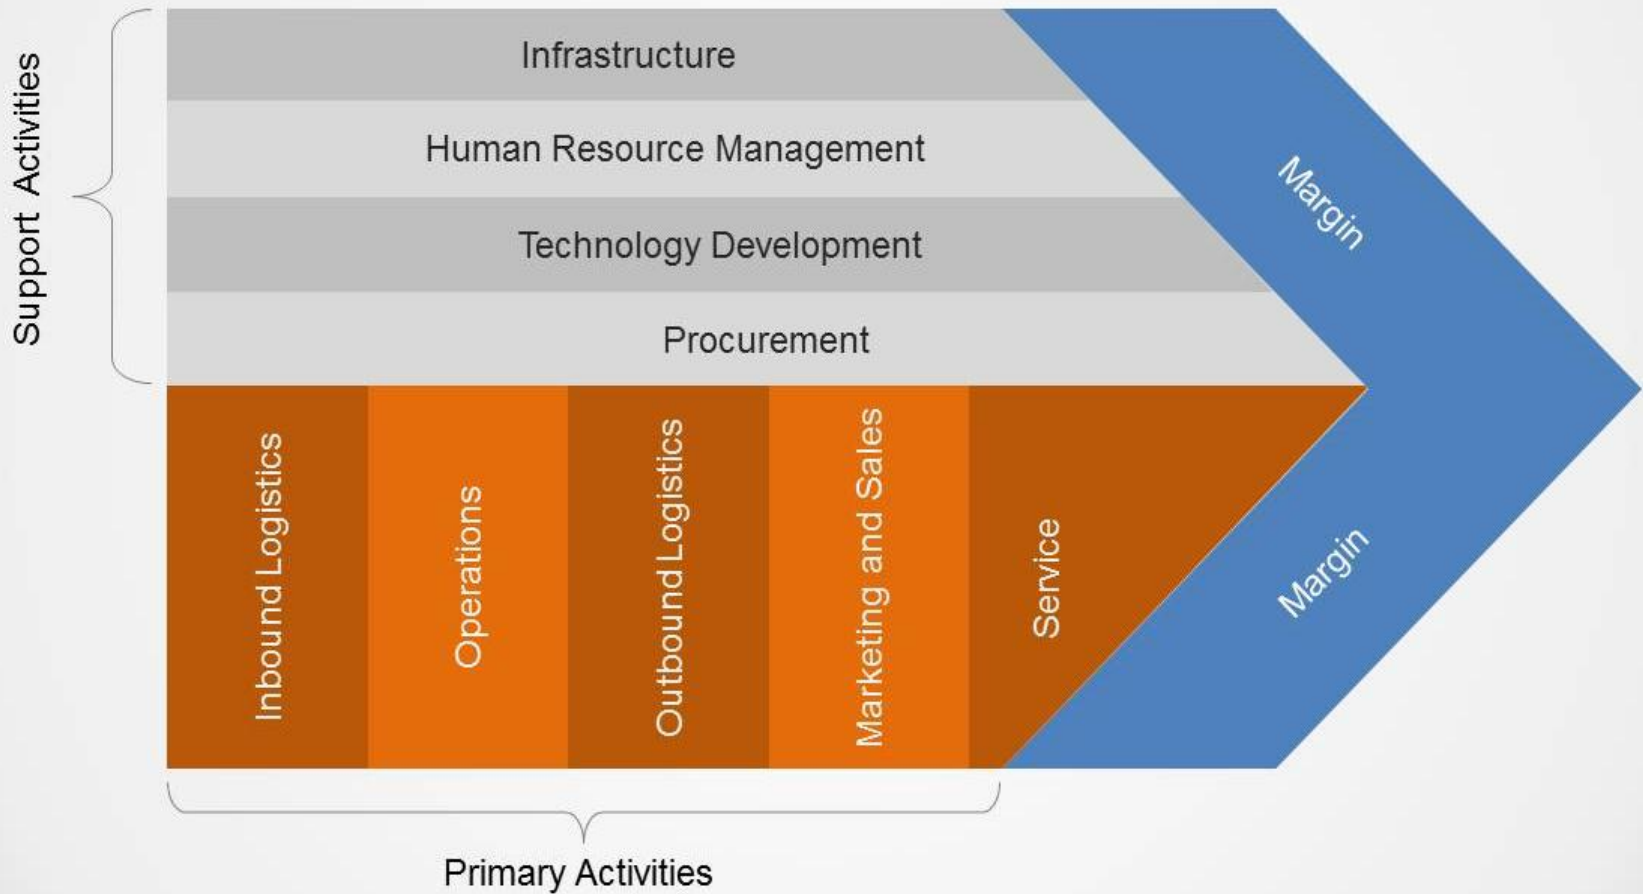 Support Activities
Infrastructure
Human Resource Management
Technology Development
Procurement
Margin
Inbound Logistics
Operations
Outbound Logistics
Marketing and Sales
Service
Margin
Primary Activities